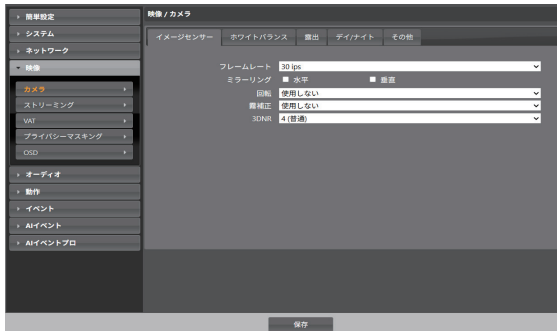 簡単設定
システム
ネットワーク
映像
カメラ
ストリーミング
VAT
プライバシーマスキング
OSD
オーディオ
動作
イベント
AIイベント
AIイベントプロ
映像 / カメラ
イメージセンサー ホワイトバランス 露出 デイ/ナイト その他
フレームレート 30 ips
ミラーリング 水平 垂直
回転 使用しない
霧補正 使用しない
3DNR 4 (普通)
保存